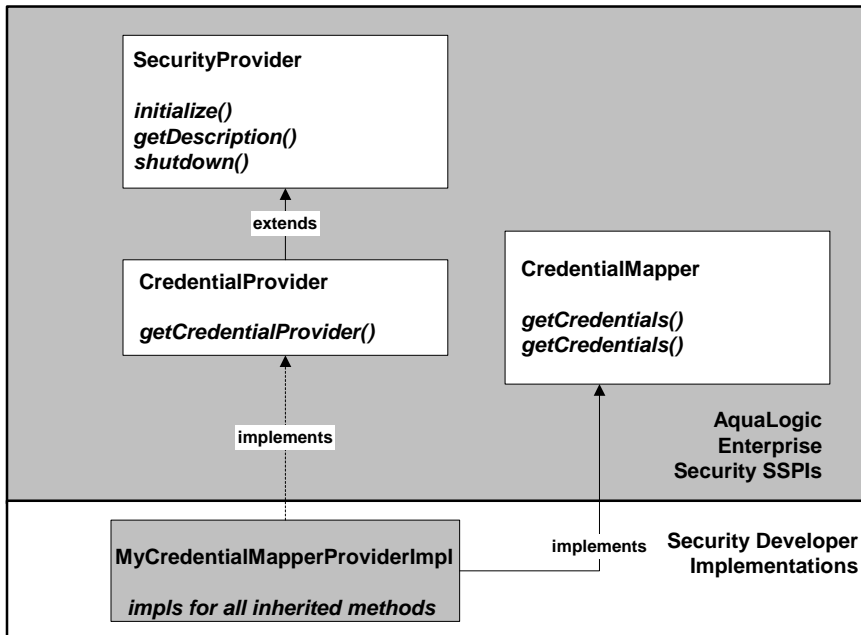 SecurityProvider
initialize()
getDescription()
shutdown()
extends
CredentialProvider
getCredentialProvider()
CredentialMapper
getCredentials()
getCredentials()
implements
AquaLogic
Enterprise
Security SSPIs
MyCredentialMapperProviderImpl
impls for all inherited methods
implements
Security Developer
Implementations